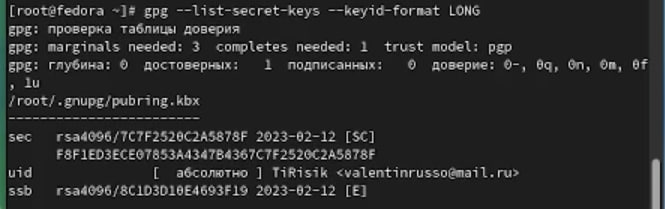 [root@fedora ~]# gpg --list-secret-keys --keyid-format LONG
gpg: проверка таблицы доверия
gpg: marginals needed: 3  completes needed: 1  trust model: pgp
gpg: глубина: 0  достоверных:   1  подписанных:   0  доверие: 0-, 0q, 0n, 0m, 0f
, 1u
/root/.gnupg/pubring.kbx
------------------------
sec   rsa4096/7C7F2520C2A5878F 2023-02-12 [SC]
      F8F1ED3ECE07853A4347B4367C7F2520C2A5878F
uid              [  абсолютно ] TiRisik <valentinrusso@mail.ru>
ssb   rsa4096/8C1D3D10E4693F19 2023-02-12 [E]